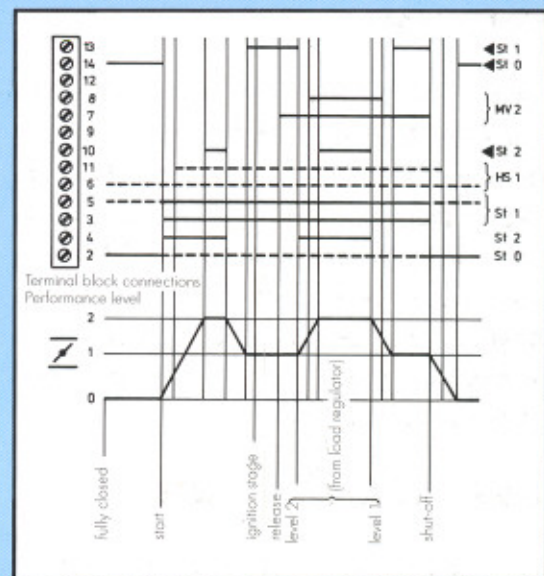 13 St 1
14 St 0
12
8
7 MV 2
9
10 St 2
11
6 HS 1
5
3 St 1
4 St 2
2 St 0
Terminal block connections
Performance level
2
1
0
fully closed
start
ignition stage
release
level 2
(from load regulator)
level 1
shut-off